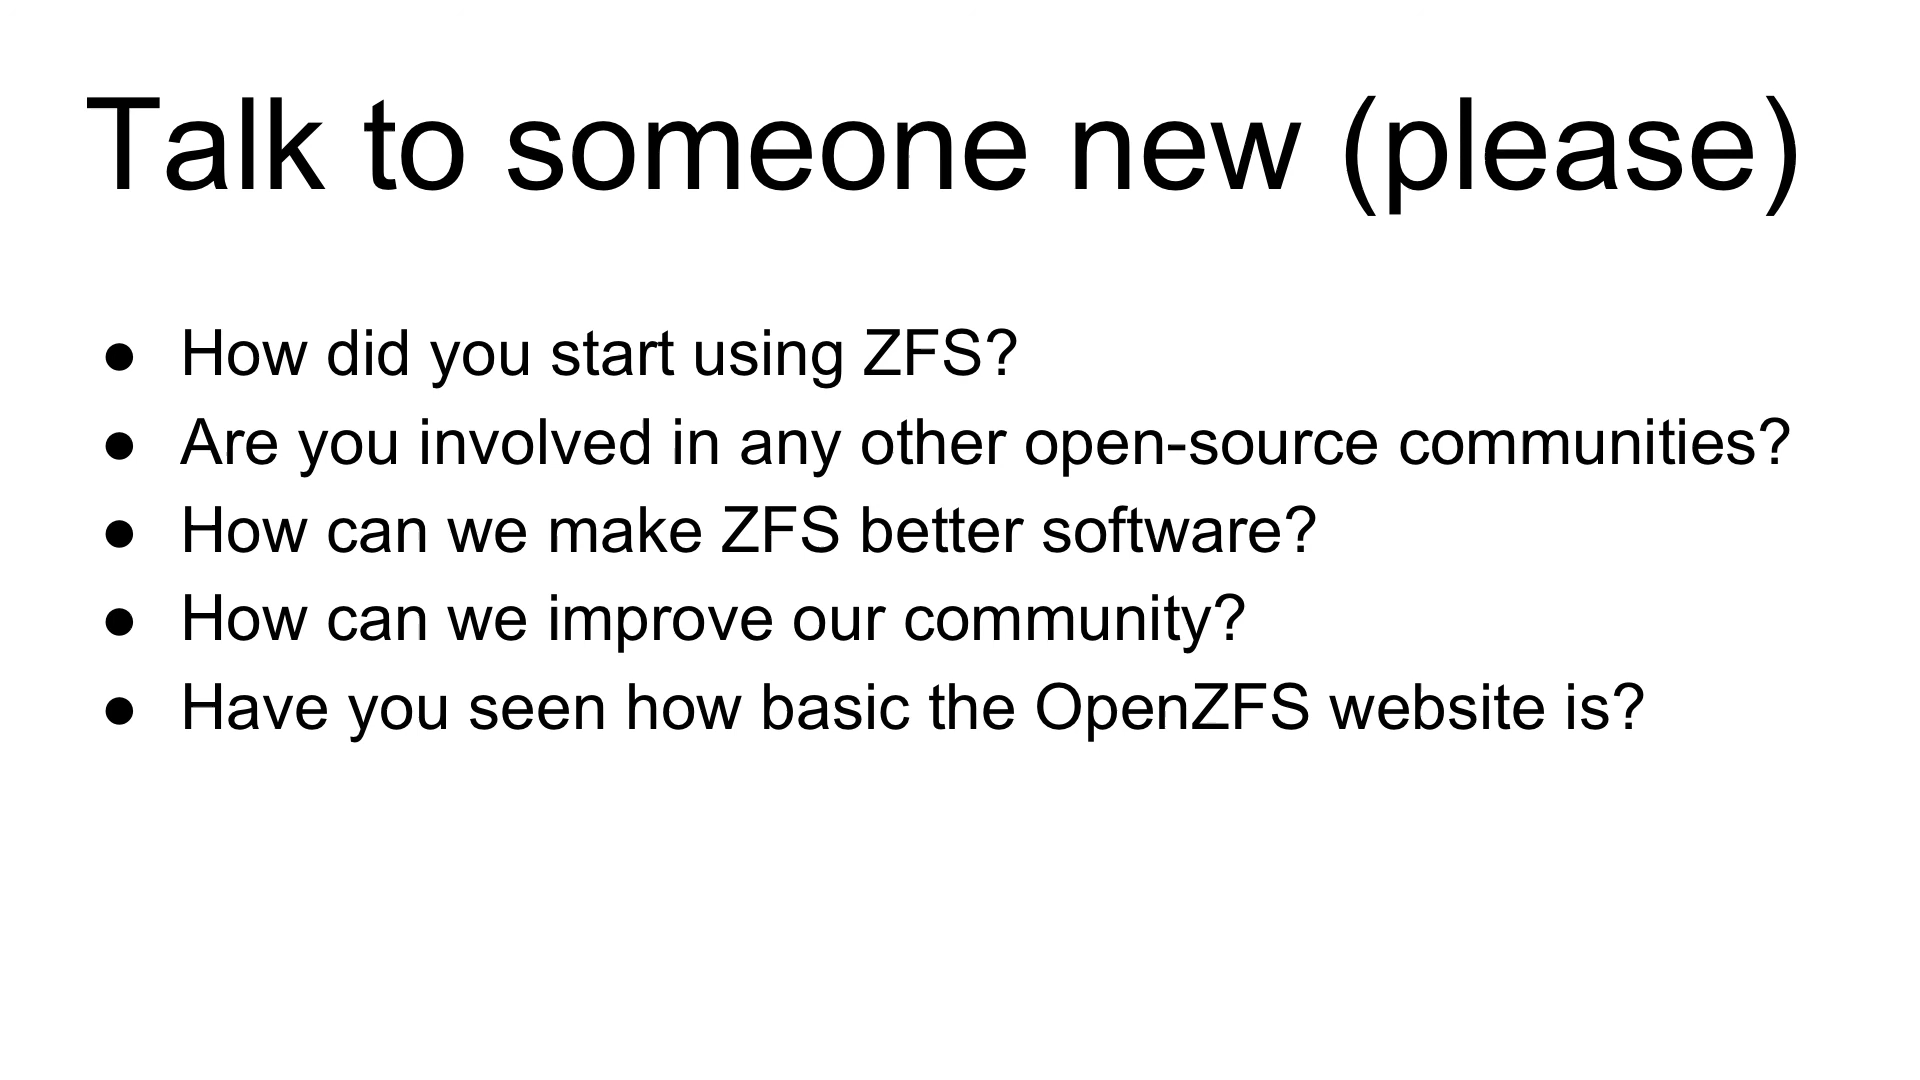 Talk to someone new (please)
● How did you start using ZFS?
● Are you involved in any other open-source communities?
● How can we make ZFS better software?
● How can we improve our community?
● Have you seen how basic the OpenZFS website is?